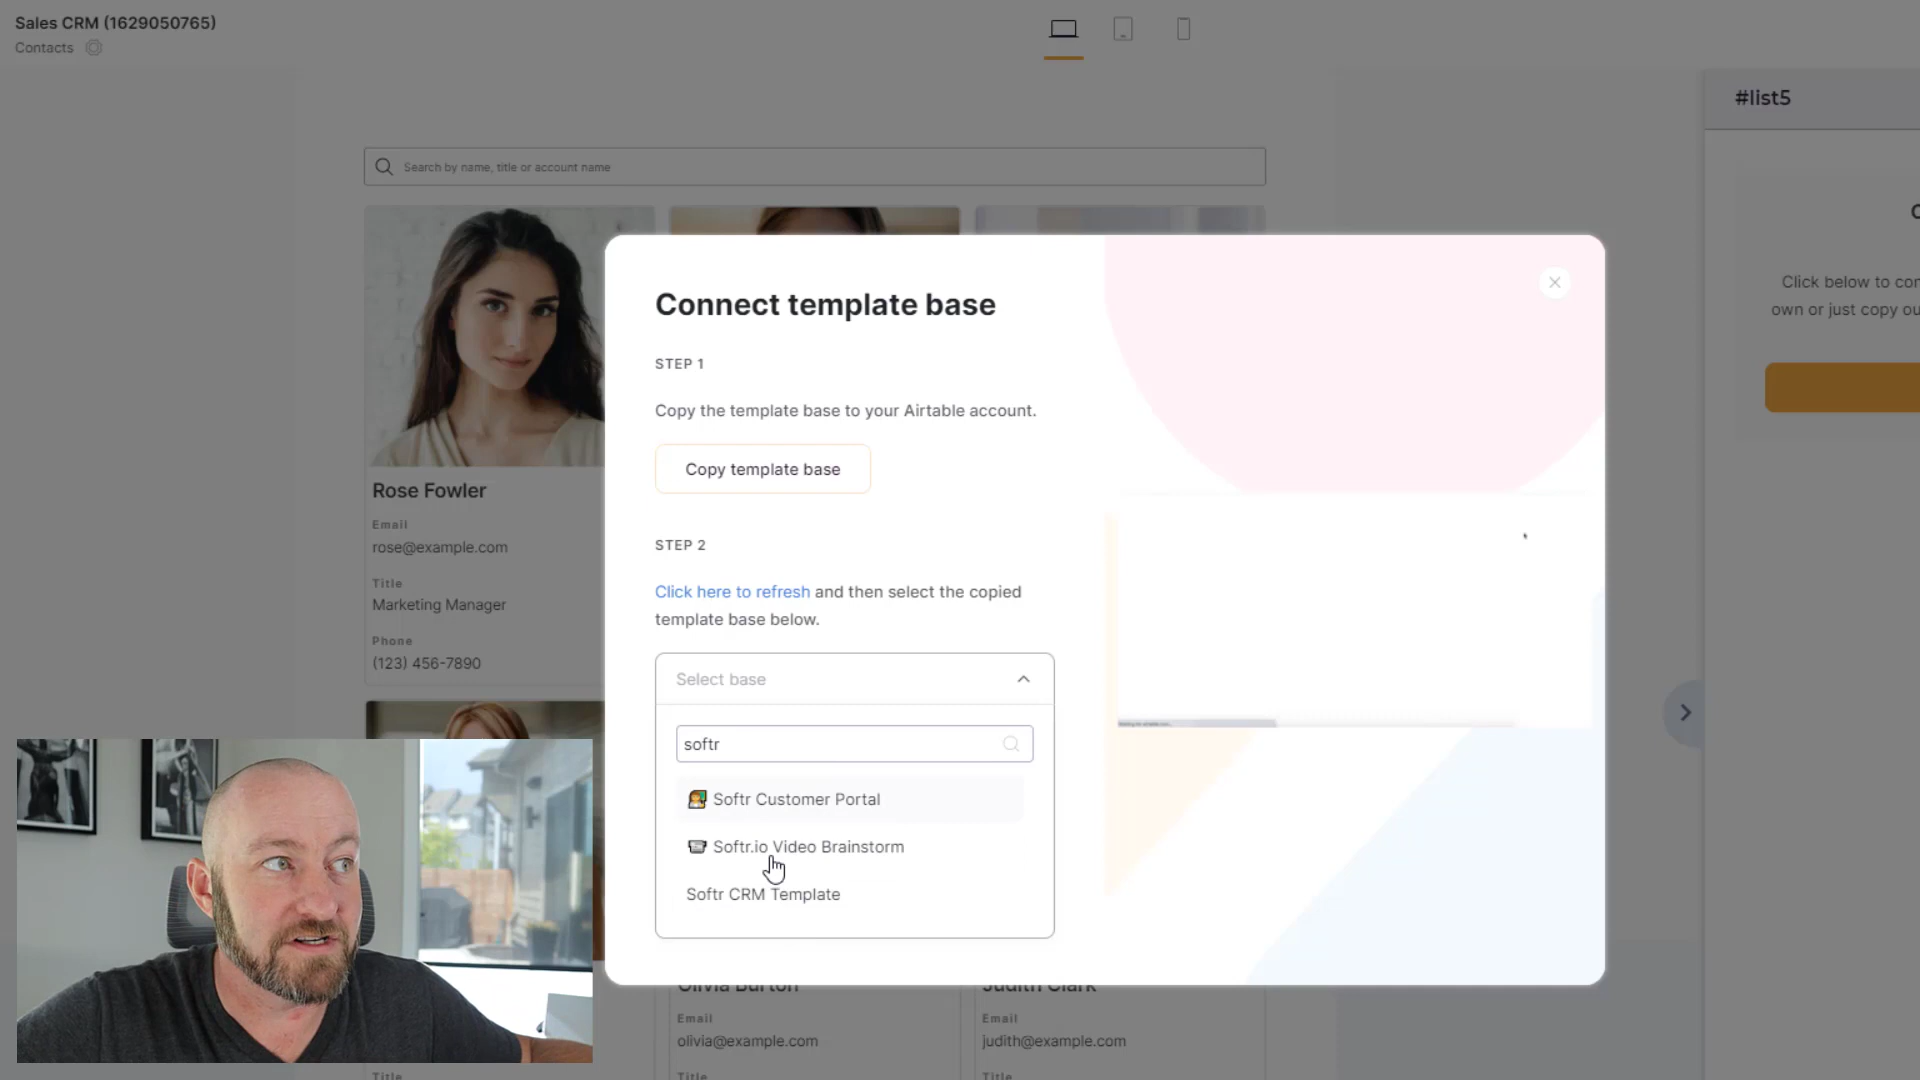 Sales CRM (1629050765)
Contacts
#list5
Search by name, title or account name
Rose Fowler
Email
rose@example.com
Title
Marketing Manager
Phone
(123) 456-7890
Connect template base
STEP 1
Copy the template base to your Airtable account.
Copy template base
STEP 2
Click here to refresh and then select the copied
template base below.
Select base
softr
Softr Customer Portal
Softr.io Video Brainstorm
Softr CRM Template
Click below to con
own or just copy ou
Olivia Burton
Email
olivia@example.com
Title
Judith Clark
Email
judith@example.com
Title
Title